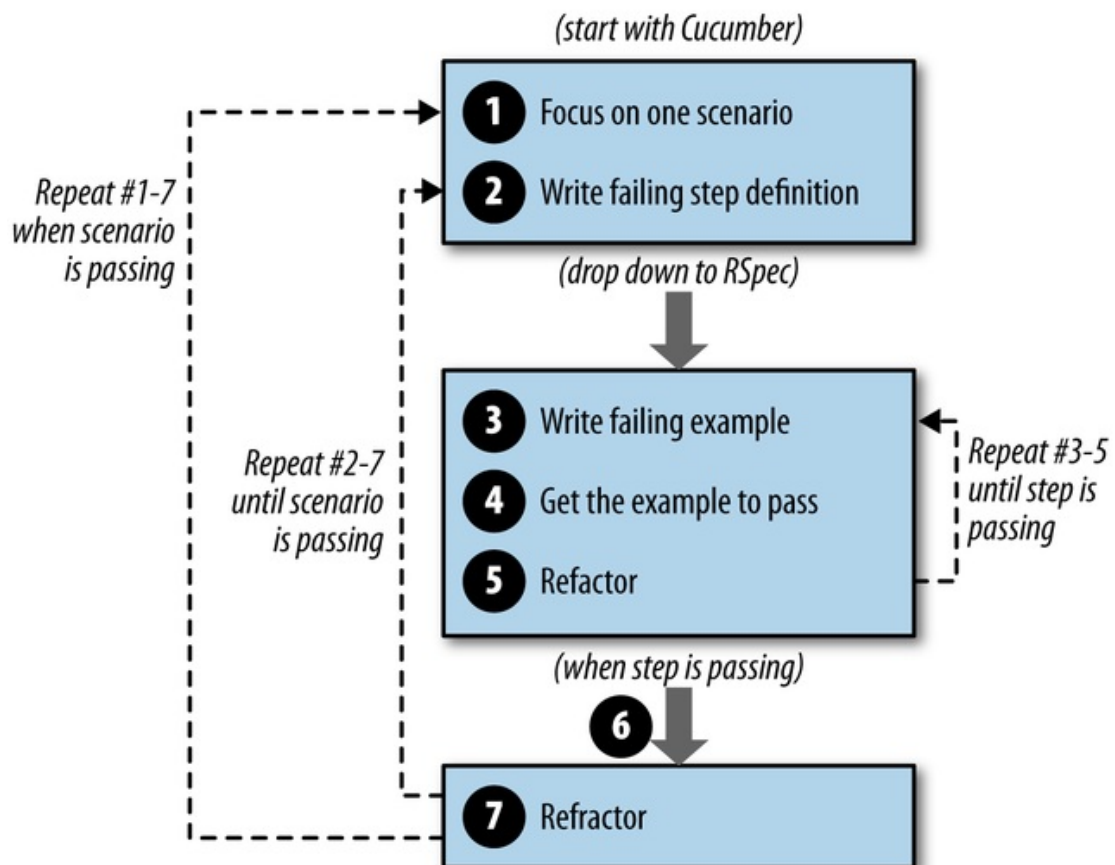 (start with Cucumber)
1 Focus on one scenario
2 Write failing step definition
Repeat #1-7
when scenario
is passing
(drop down to RSpec)
3 Write failing example
4 Get the example to pass
5 Refactor
Repeat #2-7
until scenario
is passing
Repeat #3-5
until step is
passing
(when step is passing)
6
7 Refractor